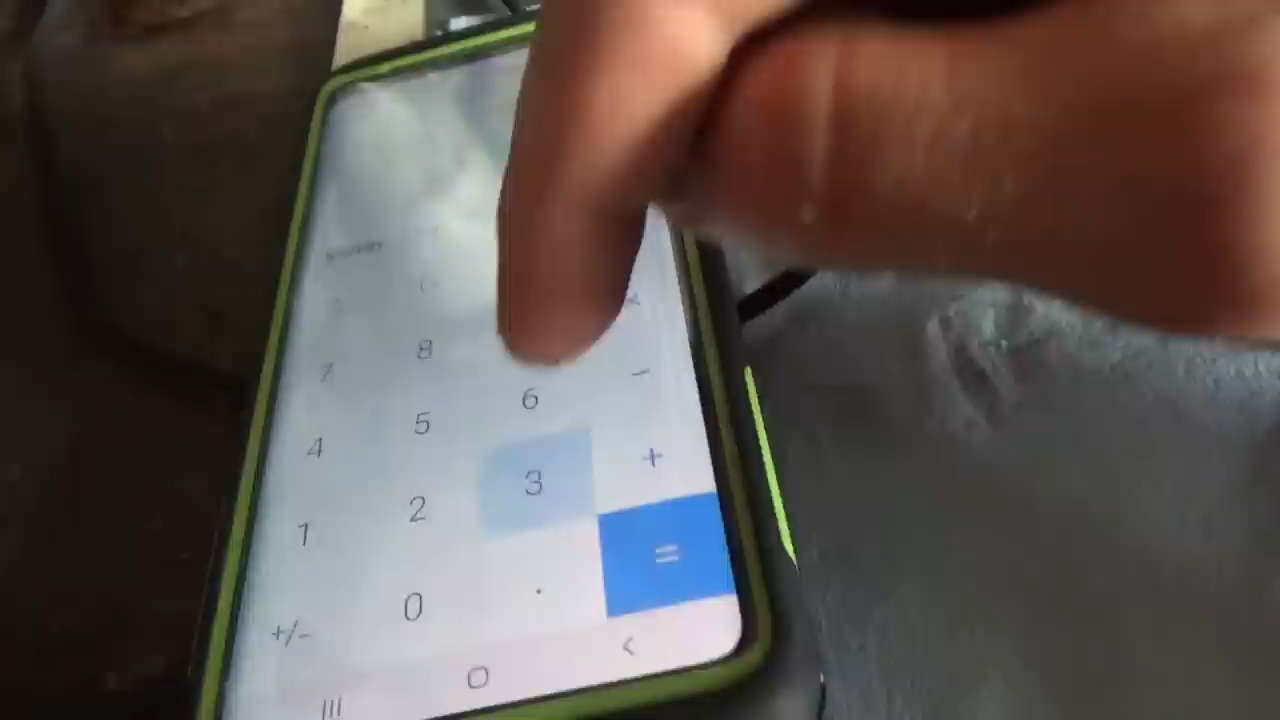 7 8
4 5 6 −
1 2 3 +
+/− 0 . =